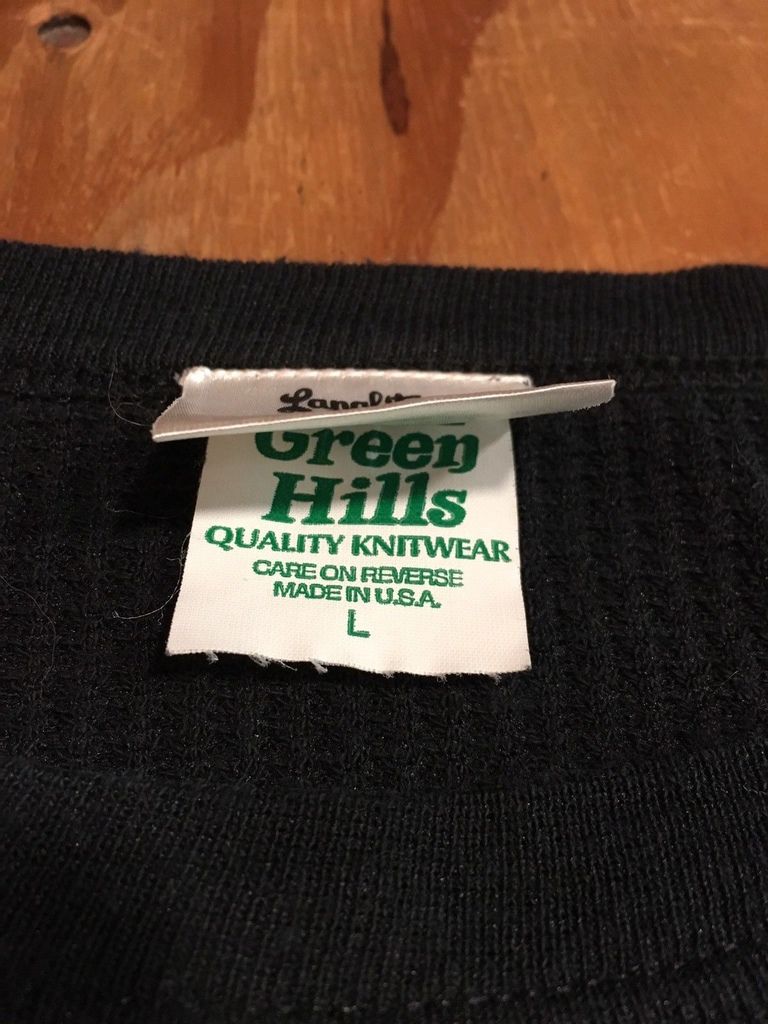 Green
Hills
QUALITY KNITWEAR
CARE ON REVERSE
MADE IN U.S.A.
L